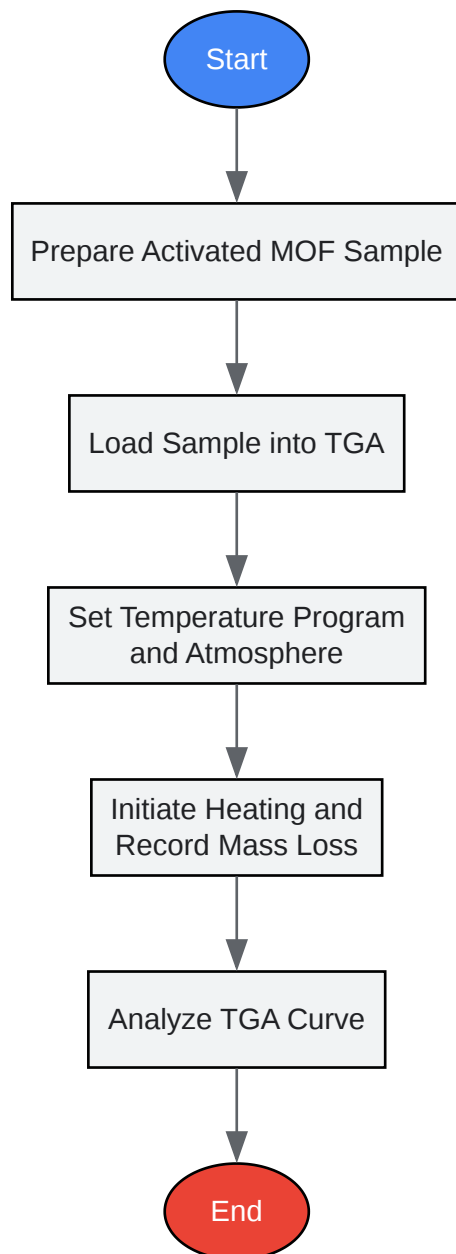 Start
Prepare Activated MOF Sample
Load Sample into TGA
Set Temperature Program
and Atmosphere
Initiate Heating and
Record Mass Loss
Analyze TGA Curve
End